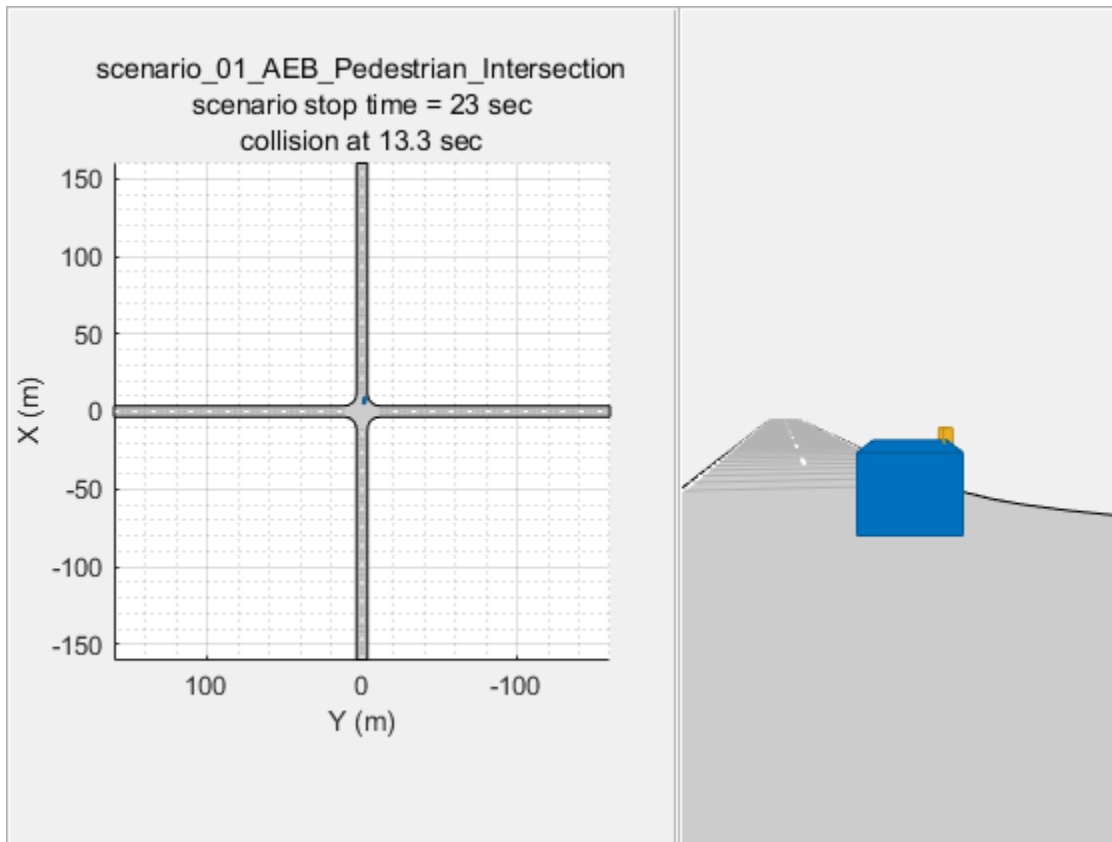 scenario_01_AEB_Pedestrian_Intersection
scenario stop time = 23 sec
collision at 13.3 sec
150
100
50
0
-50
-100
-150
X (m)
100
0
-100
Y (m)